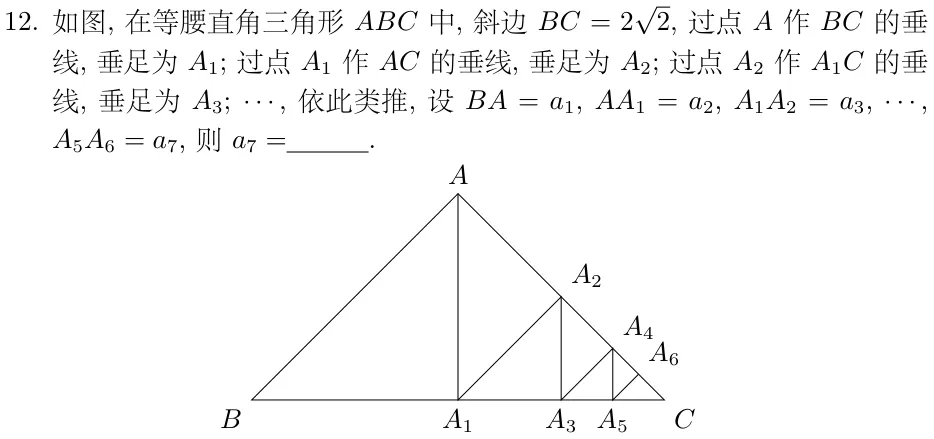 12. 如图, 在等腰直角三角形 ABC 中, 斜边 BC = 2√2, 过点 A 作 BC 的垂
线, 垂足为 A₁; 过点 A₁ 作 AC 的垂线, 垂足为 A₂; 过点 A₂ 作 A₁C 的垂
线, 垂足为 A₃; ⋯, 依此类推, 设 BA = a₁, AA₁ = a₂, A₁A₂ = a₃, ⋯,
A₅A₆ = a₇, 则 a₇ =______.
A
A₂
A₄
A₆
B A₁ A₃ A₅ C